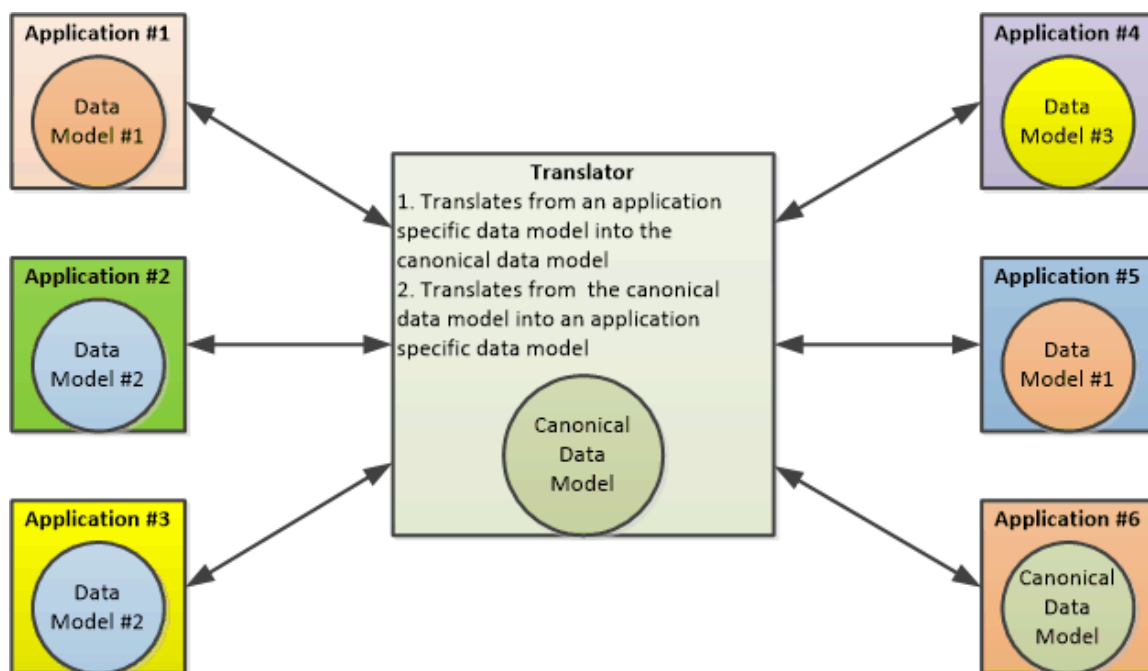 Application #1
Data
Model #1
Application #2
Data
Model #2
Application #3
Data
Model #2
Translator
1. Translates from an application
specific data model into the
canonical data model
2. Translates from  the canonical
data model into an application
specific data model
Canonical
Data
Model
Application #4
Data
Model #3
Application #5
Data
Model #1
Application #6
Canonical
Data
Model